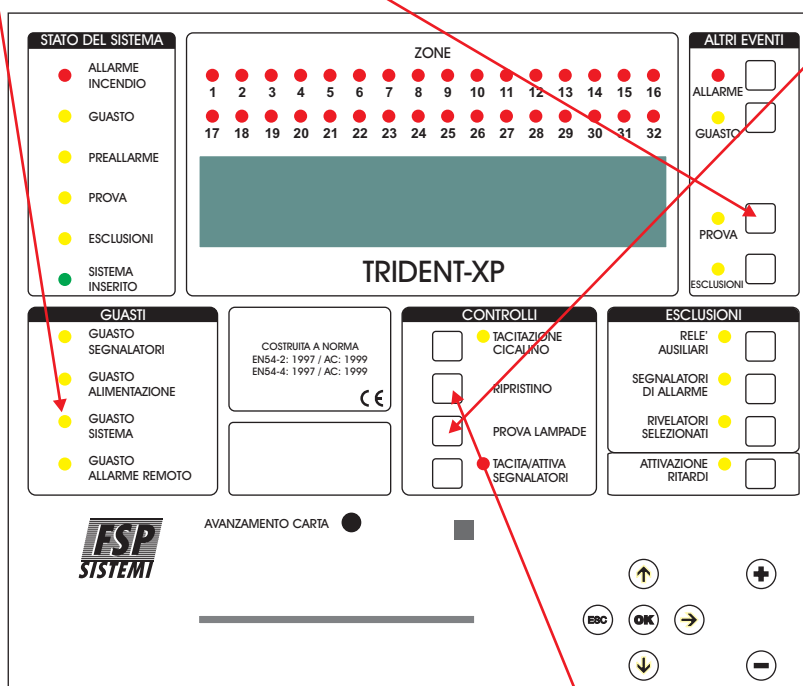 STATO DEL SISTEMA
ALLARME
INCENDIO
GUASTO
PREALLARME
PROVA
ESCLUSIONI
SISTEMA
INSERITO
ZONE
1 2 3 4 5 6 7 8 9 10 11 12 13 14 15 16
17 18 19 20 21 22 23 24 25 26 27 28 29 30 31 32
TRIDENT-XP
ALTRI EVENTI
ALLARME
GUASTO
PROVA
ESCLUSIONI
GUASTI
GUASTO
SEGNALATORI
GUASTO
ALIMENTAZIONE
GUASTO
SISTEMA
GUASTO
ALLARME REMOTO
COSTRUITA A NORMA
EN54-2: 1997 / AC: 1999
EN54-4: 1997 / AC: 1999
CE
CONTROLLI
TACITAZIONE
CICALINO
RIPRISTINO
PROVA LAMPADE
TACITA/ATTIVA
SEGNALATORI
ESCLUSIONI
RELE'
AUSILIARI
SEGNALATORI
DI ALLARME
RIVELATORI
SELEZIONATI
ATTIVAZIONE
RITARDI
FSP
SISTEMI
AVANZAMENTO CARTA
ESC OK